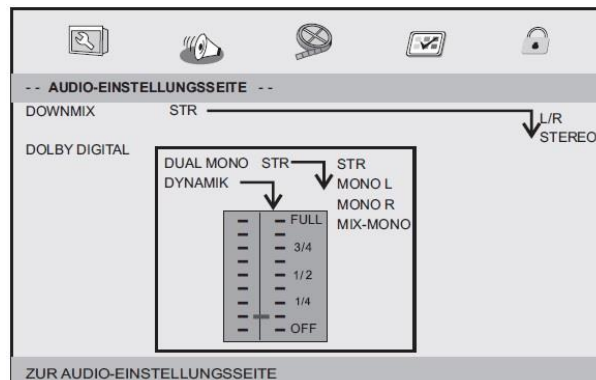 -- AUDIO-EINSTELLUNGSSEITE --
DOWNMIX STR L/R
STEREO
DOLBY DIGITAL
DUAL MONO STR STR
DYNAMIK MONO L
MONO R
MIX-MONO
FULL
3/4
1/2
1/4
OFF
ZUR AUDIO-EINSTELLUNGSSEITE